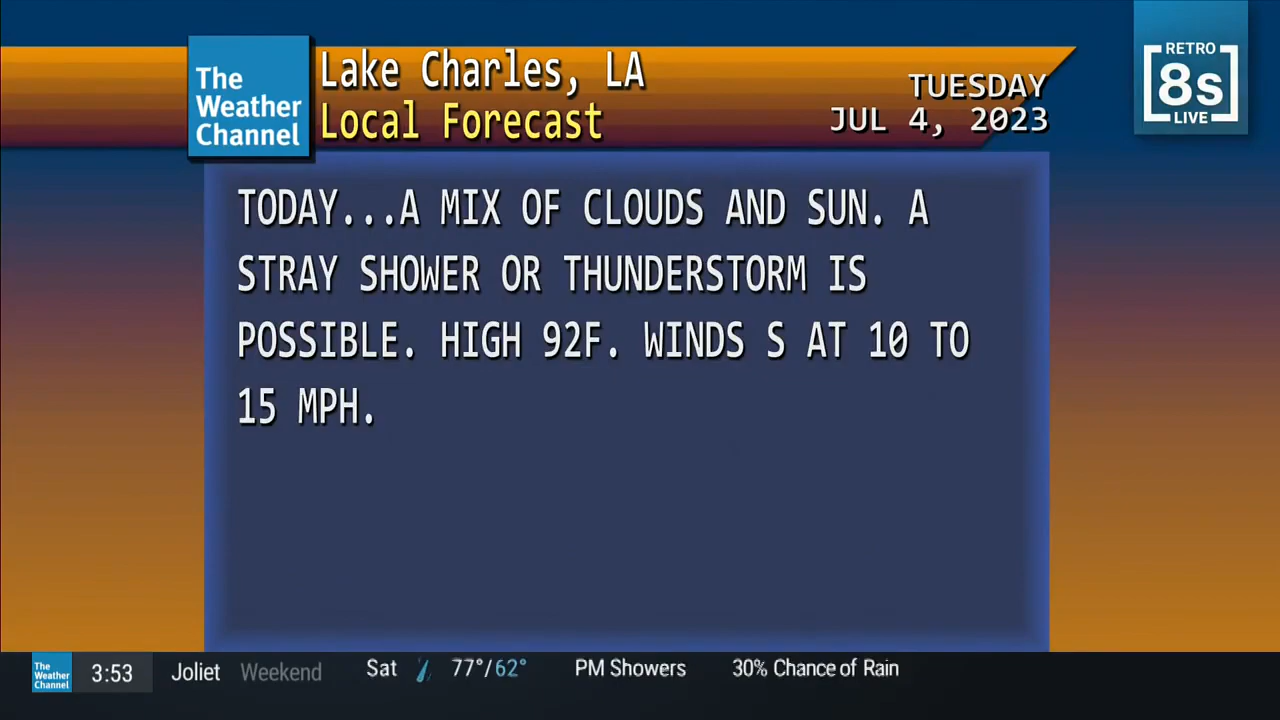 The
Weather
Channel
Lake Charles, LA
Local Forecast
TUESDAY
JUL 4, 2023
RETRO
8s
LIVE
TODAY...A MIX OF CLOUDS AND SUN. A
STRAY SHOWER OR THUNDERSTORM IS
POSSIBLE. HIGH 92F. WINDS S AT 10 TO
15 MPH.
The
Weather
Channel
3:53 Joliet Weekend Sat 77°/62° PM Showers 30% Chance of Rain